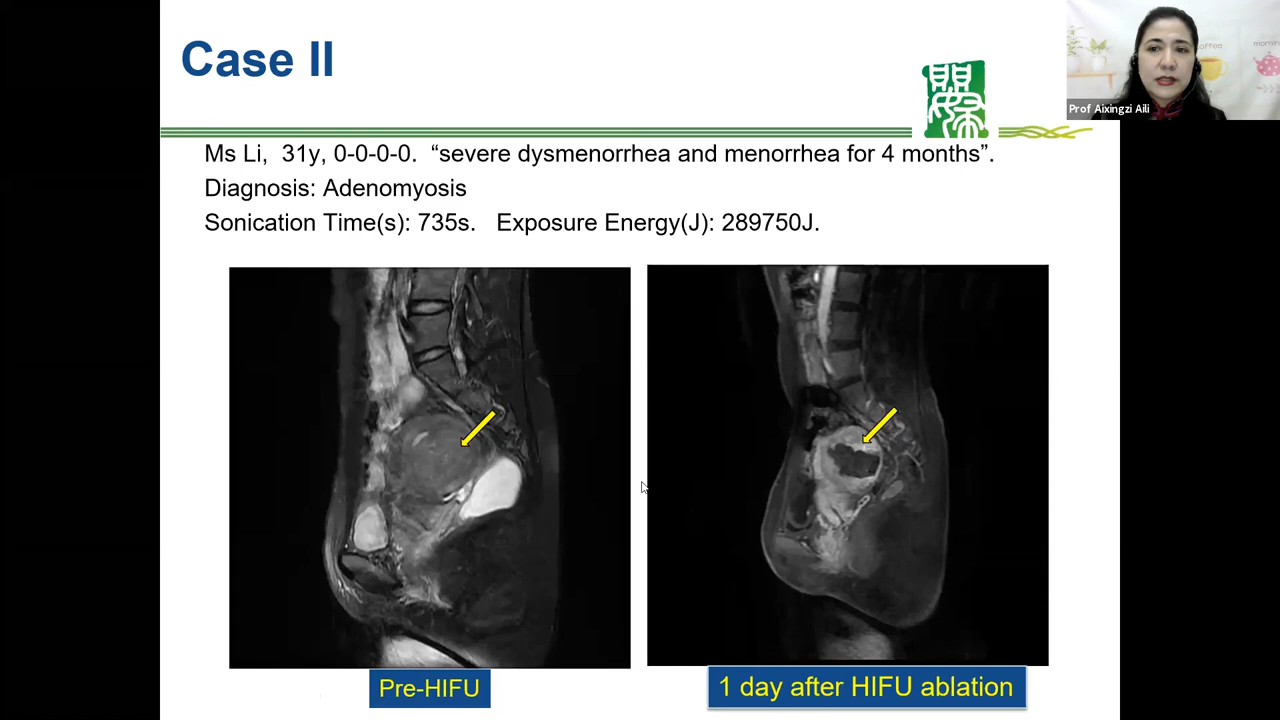 Case II
Prof Aixingzi Aili
Ms Li, 31y, 0-0-0-0. “severe dysmenorrhea and menorrhea for 4 months”.
Diagnosis: Adenomyosis
Sonication Time(s): 735s. Exposure Energy(J): 289750J.
Pre-HIFU
1 day after HIFU ablation